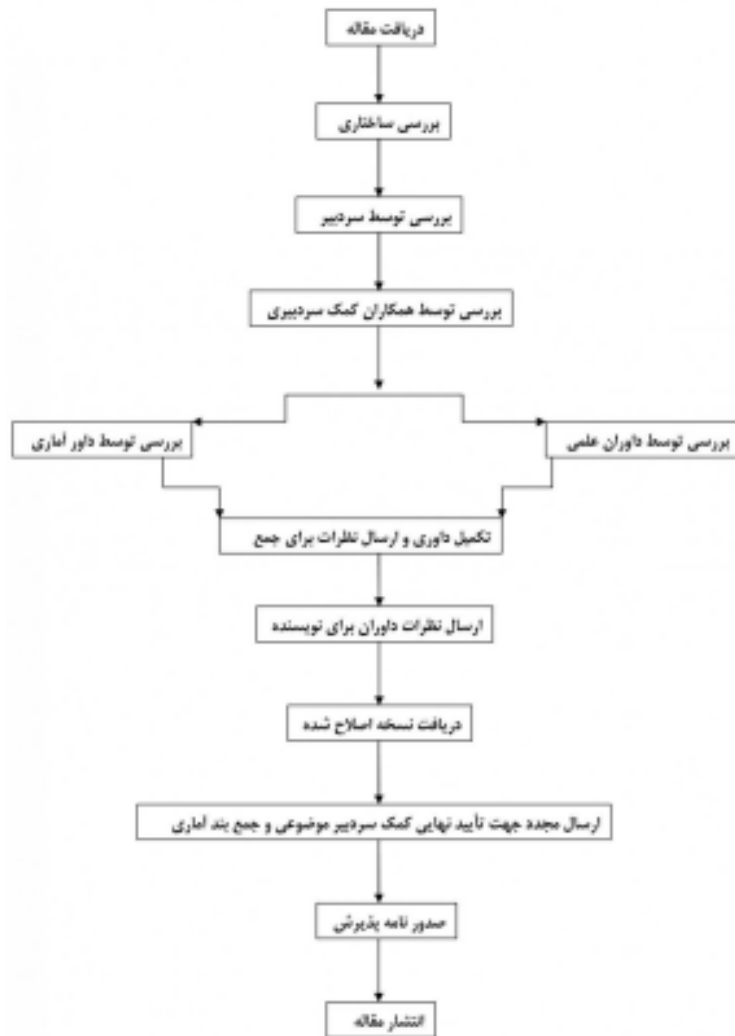 دریافت مقاله
بررسی ساختاری
بررسی توسط سردبیر
بررسی توسط همکاران کمک سردبیری
بررسی توسط داوران علمی
بررسی توسط داور آماری
تکمیل داوری و ارسال نظرات برای جمع
ارسال نظرات داوران برای نویسنده
دریافت نسخه اصلاح شده
ارسال مجدد جهت تأیید نهایی کمک سردبیر موضوعی و جمع بند آماری
صدور نامه پذیرش
انتشار مقاله